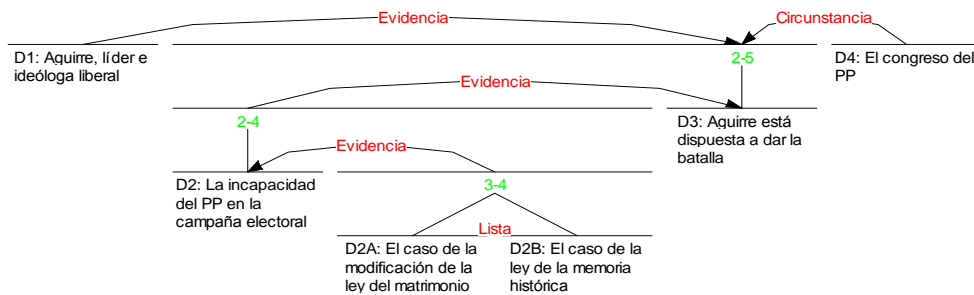 Evidencia
Circunstancia
D1: Aguirre, líder e
ideóloga liberal
2-5
D4: El congreso del
PP
Evidencia
2-4
D3: Aguirre está
dispuesta a dar la
batalla
Evidencia
D2: La incapacidad
del PP en la
campaña electoral
3-4
Lista
D2A: El caso de la
modificación de la
ley del matrimonio
D2B: El caso de la
ley de la memoria
histórica